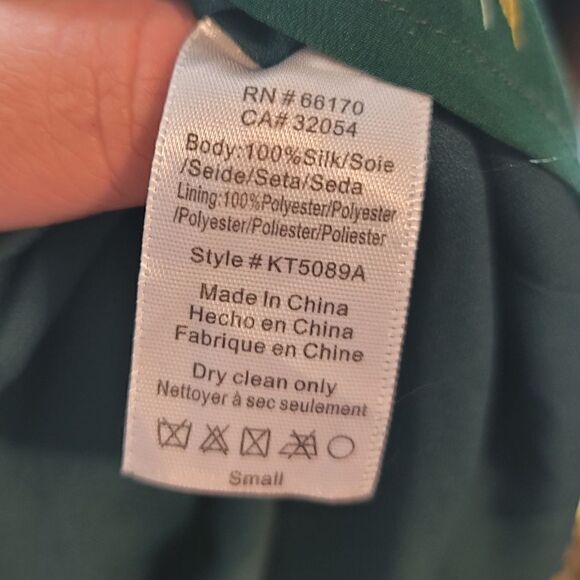 RN # 66170
CA# 32054
Body:100%Silk/Soie
/Seide/Seta/Seda
Lining:100%Polyester/Polyester
/Polyester/Poliester/Poliester
Style # KT5089A
Made In China
Hecho en China
Fabrique en Chine
Dry clean only
Nettoyer à sec seulement
Small